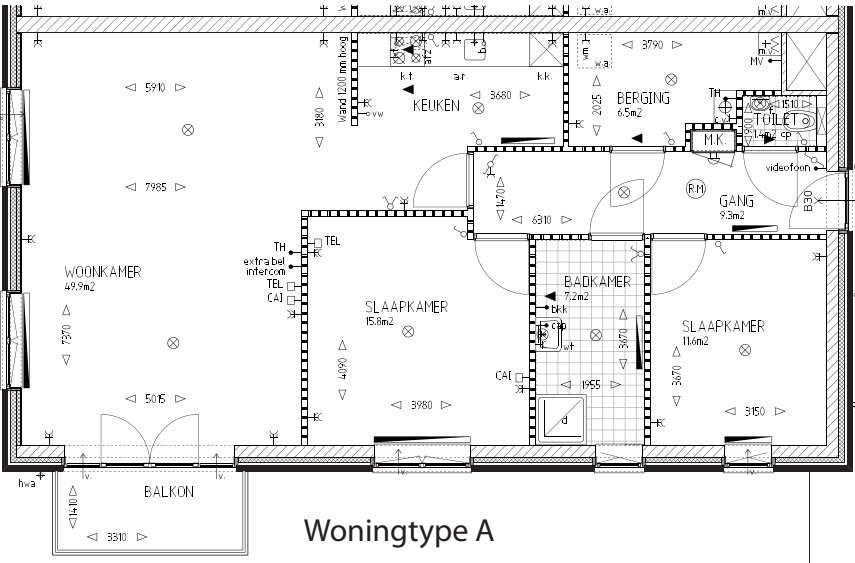 w.a
m.v
5910
3180
Wand 1200 mm hoog
vw
k.t.
a.r.
k.k.
KEUKEN
3680
3790
wm
w.a
2025
BERGING
6.5m2
MV
m.v
TH
c.v.
1510
TOILET
1.4m2
cp
900
M.K.
videofoon
7985
1470
6310
RM
GANG
9.3m2
B30
TH
TEL
extra bel
intercom
TEL
CAI
WOONKAMER
49.9m2
7370
5015
SLAAPKAMER
15.8m2
4090
3980
CAI
BADKAMER
7.2m2
bkk
cap
wt
3670
1955
d
SLAAPKAMER
11.6m2
3670
3150
hwa
v.
v.
v.
v.
BALKON
1410
3310
Woningtype A